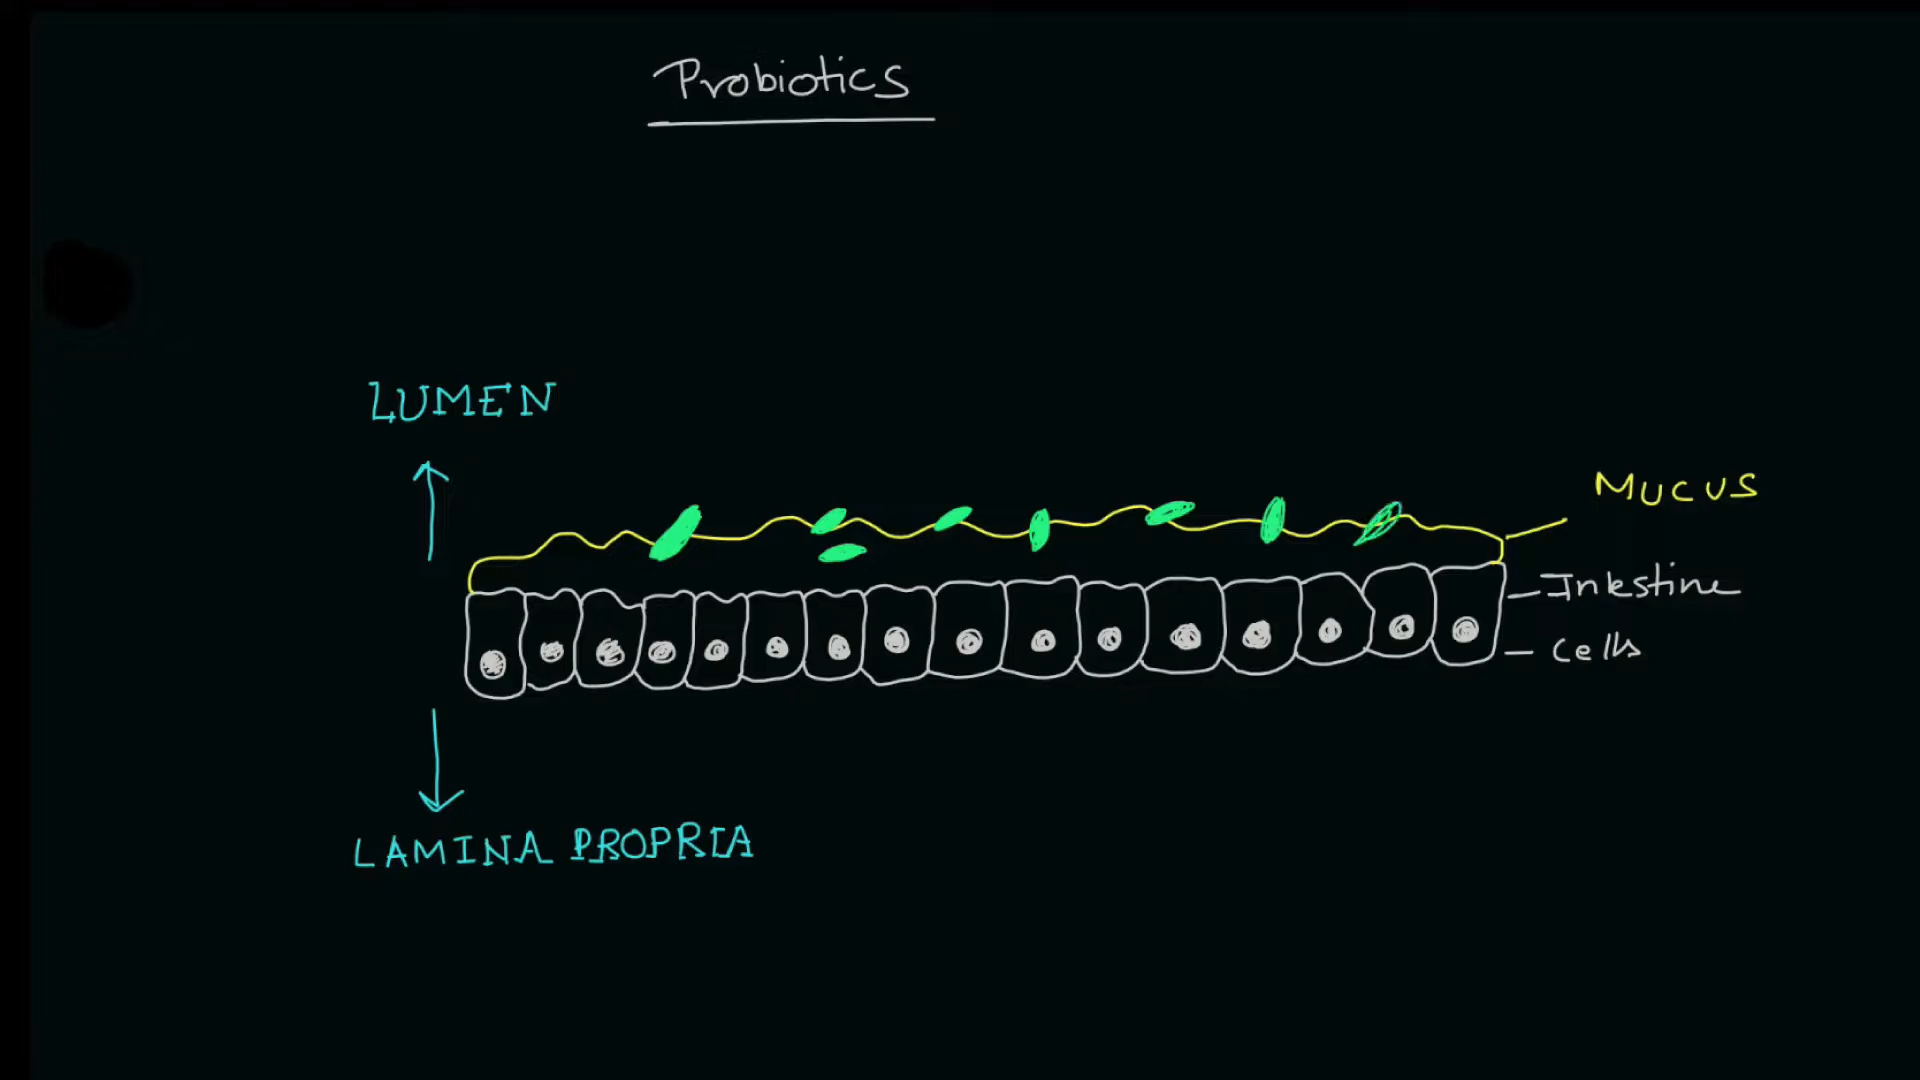 Probiotics
LUMEN
MUCUS
Intestine
cells
LAMINA PROPRIA